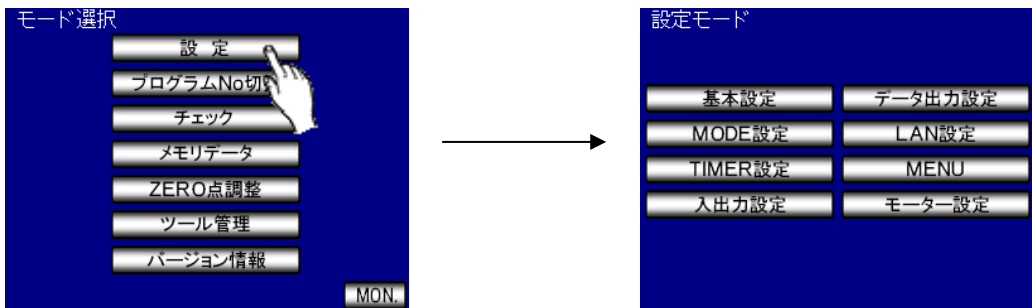 モード選択
設 定
プログラムNo切
チェック
メモリデータ
ZERO点調整
ツール管理
バージョン情報
MON.
設定モード
基本設定
データ出力設定
MODE設定
LAN設定
TIMER設定
MENU
入出力設定
モーター設定